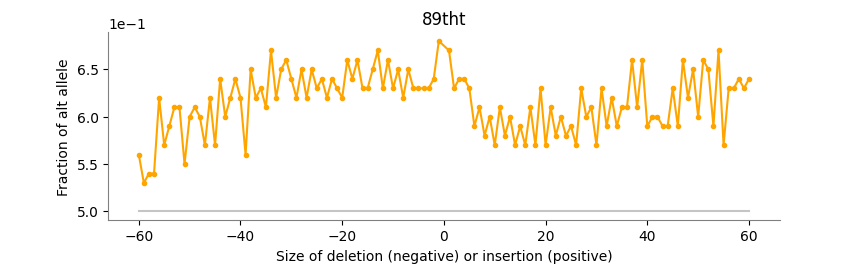 89tht
1e−1
Fraction of alt allele
6.5
6.0
5.5
5.0
−60 −40 −20 0 20 40 60
Size of deletion (negative) or insertion (positive)